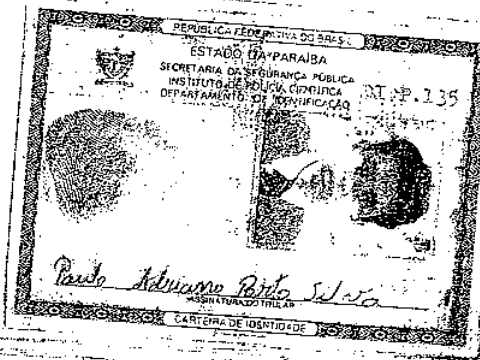 REPÚBLICA FEDERATIVA DO BRASIL
ESTADO DA PARAÍBA
SECRETARIA DA SEGURANÇA PÚBLICA
INSTITUTO DE POLÍCIA CIENTÍFICA
DEPARTAMENTO DE IDENTIFICAÇÃO
P.135
Paulo Adriano Porto Silva
ASSINATURA DO TITULAR
CARTEIRA DE IDENTIDADE